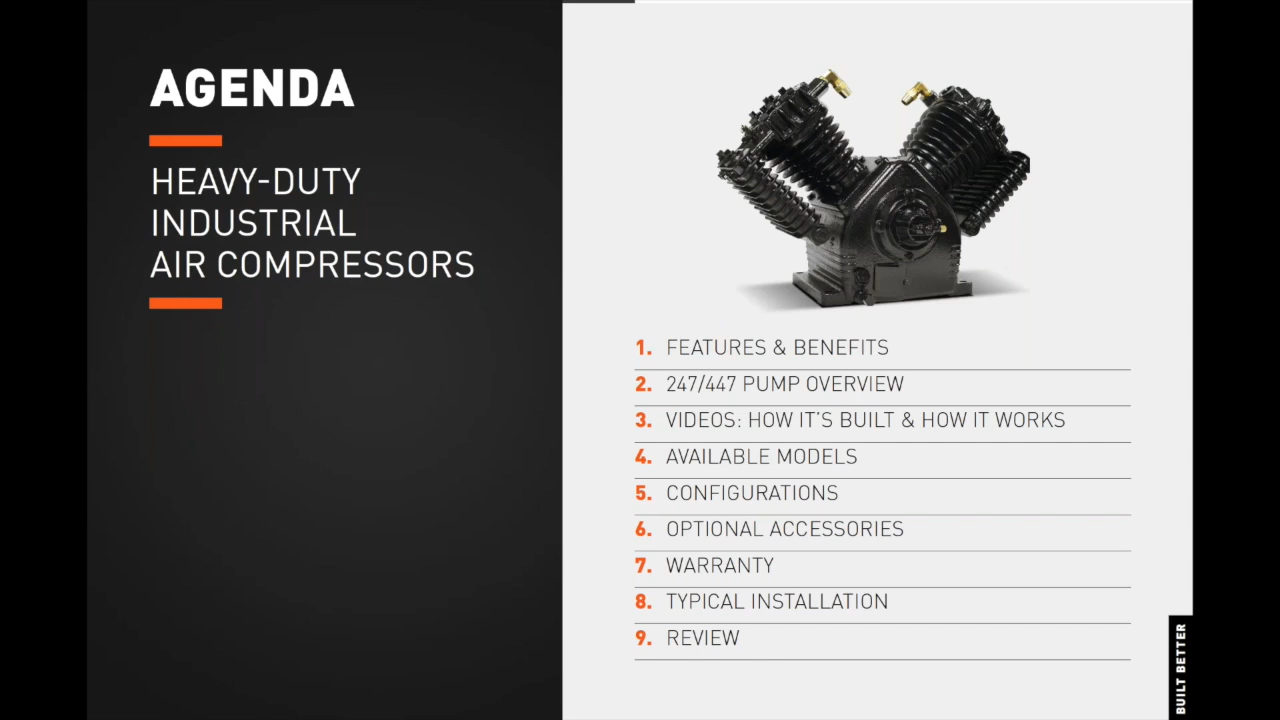 AGENDA
HEAVY-DUTY
INDUSTRIAL
AIR COMPRESSORS
1. FEATURES & BENEFITS
2. 247/447 PUMP OVERVIEW
3. VIDEOS: HOW IT'S BUILT & HOW IT WORKS
4. AVAILABLE MODELS
5. CONFIGURATIONS
6. OPTIONAL ACCESSORIES
7. WARRANTY
8. TYPICAL INSTALLATION
9. REVIEW
BUILT BETTER